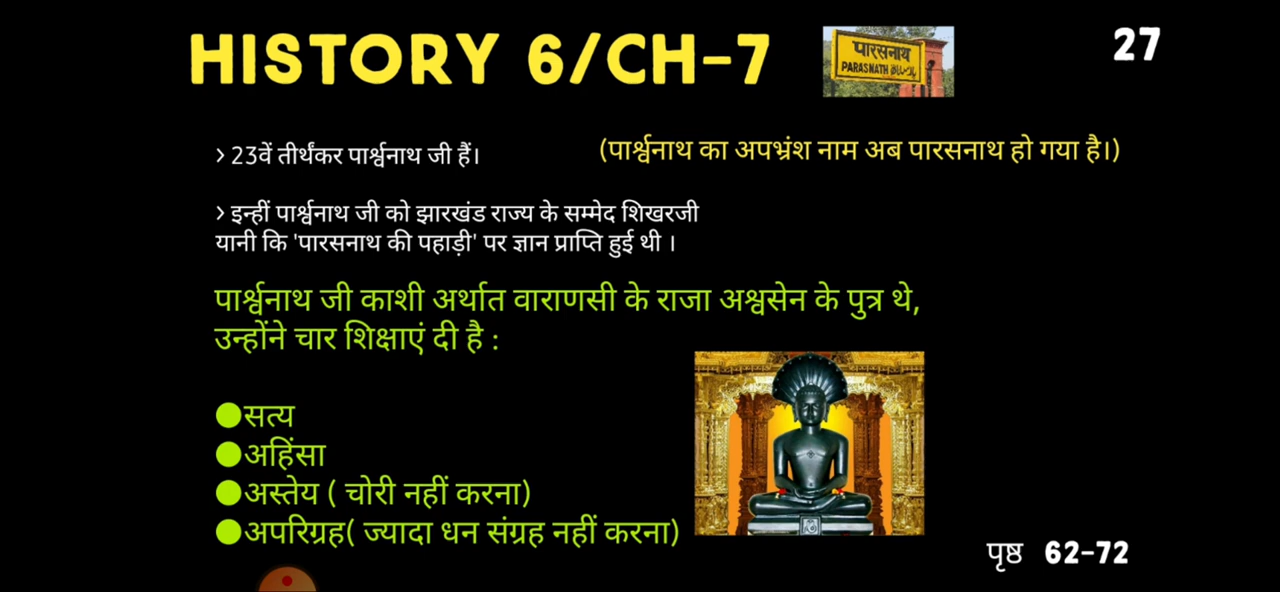 HISTORY 6/CH-7
पारसनाथ
PARASNATH
27
> 23वें तीर्थंकर पार्श्वनाथ जी हैं।
(पार्श्वनाथ का अपभ्रंश नाम अब पारसनाथ हो गया है।)
> इन्हीं पार्श्वनाथ जी को झारखंड राज्य के सम्मेद शिखरजी
यानी कि 'पारसनाथ की पहाड़ी' पर ज्ञान प्राप्ति हुई थी ।
पार्श्वनाथ जी काशी अर्थात वाराणसी के राजा अश्वसेन के पुत्र थे,
उन्होंने चार शिक्षाएं दी है :
●सत्य
●अहिंसा
●अस्तेय ( चोरी नहीं करना)
●अपरिग्रह( ज्यादा धन संग्रह नहीं करना)
पृष्ठ 62-72